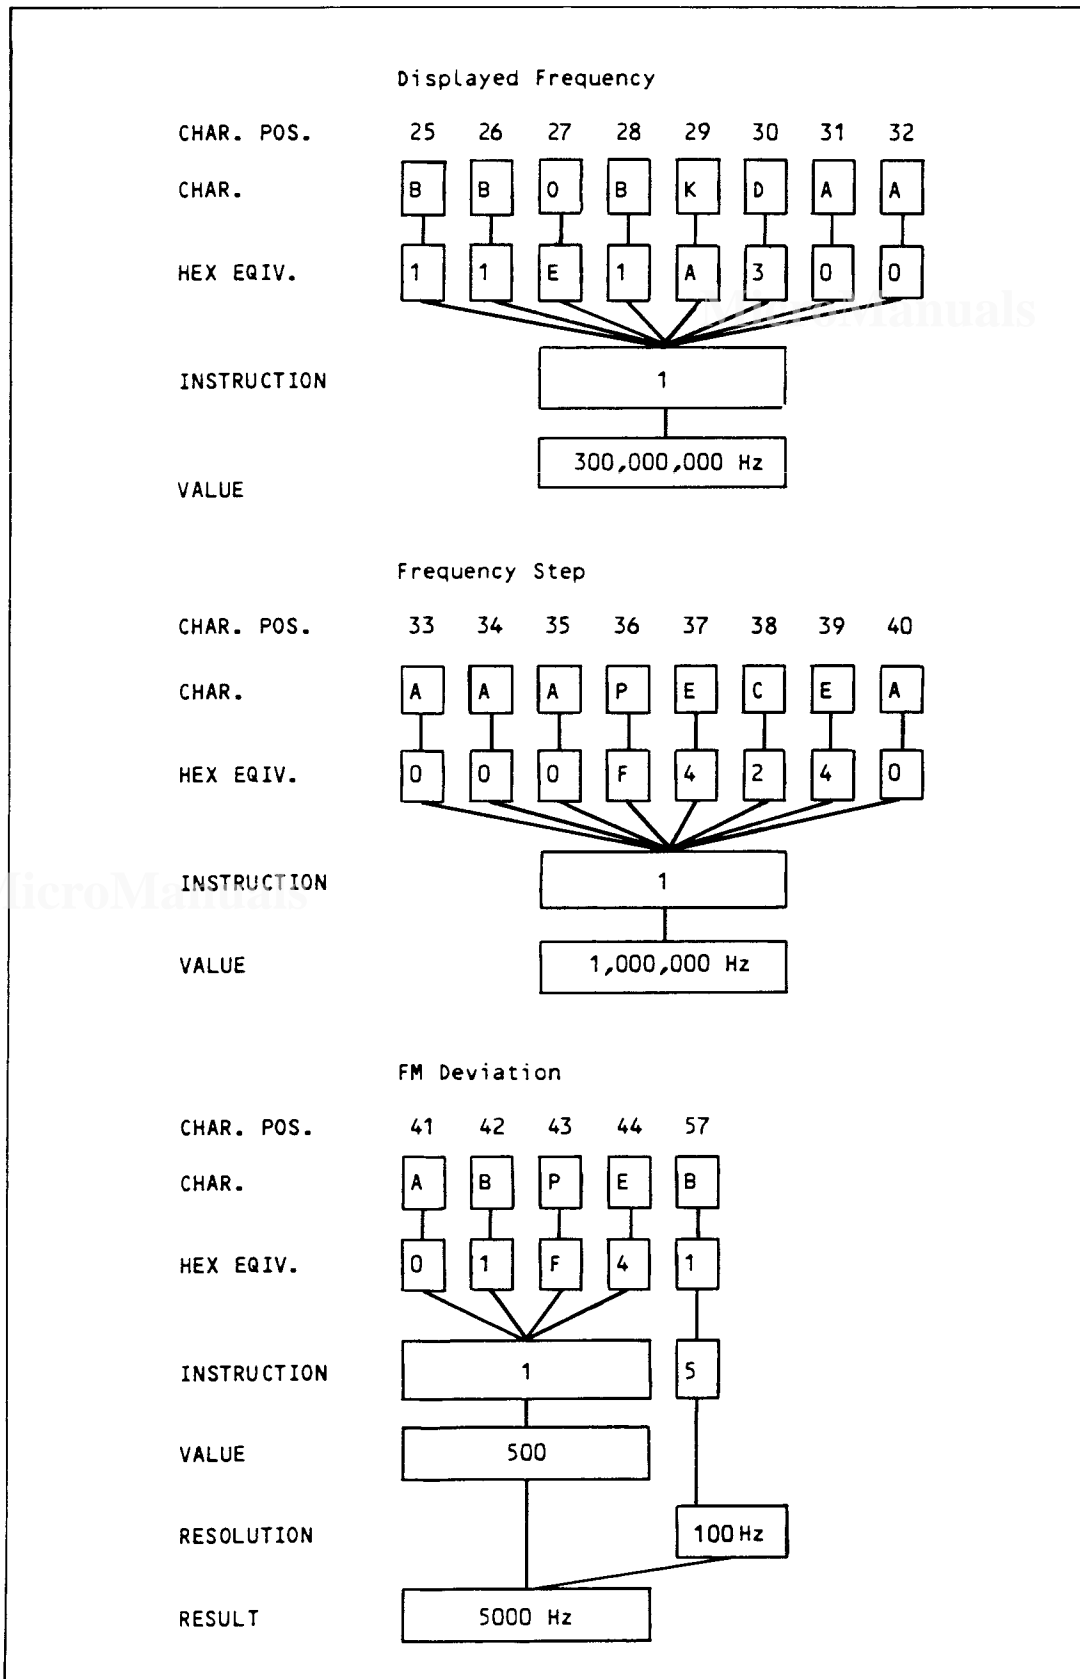 Displayed Frequency
CHAR. POS. 25 26 27 28 29 30 31 32
CHAR. B B O B K D A A
HEX EQIV. 1 1 E 1 A 3 0 0
MicroManuals
INSTRUCTION 1
300,000,000 Hz
VALUE
Frequency Step
CHAR. POS. 33 34 35 36 37 38 39 40
CHAR. A A A P E C E A
HEX EQIV. 0 0 0 F 4 2 4 0
INSTRUCTION 1
MicroManuals
VALUE 1,000,000 Hz
FM Deviation
CHAR. POS. 41 42 43 44 57
CHAR. A B P E B
HEX EQIV. 0 1 F 4 1
INSTRUCTION 1 5
VALUE 500
RESOLUTION 100 Hz
RESULT 5000 Hz